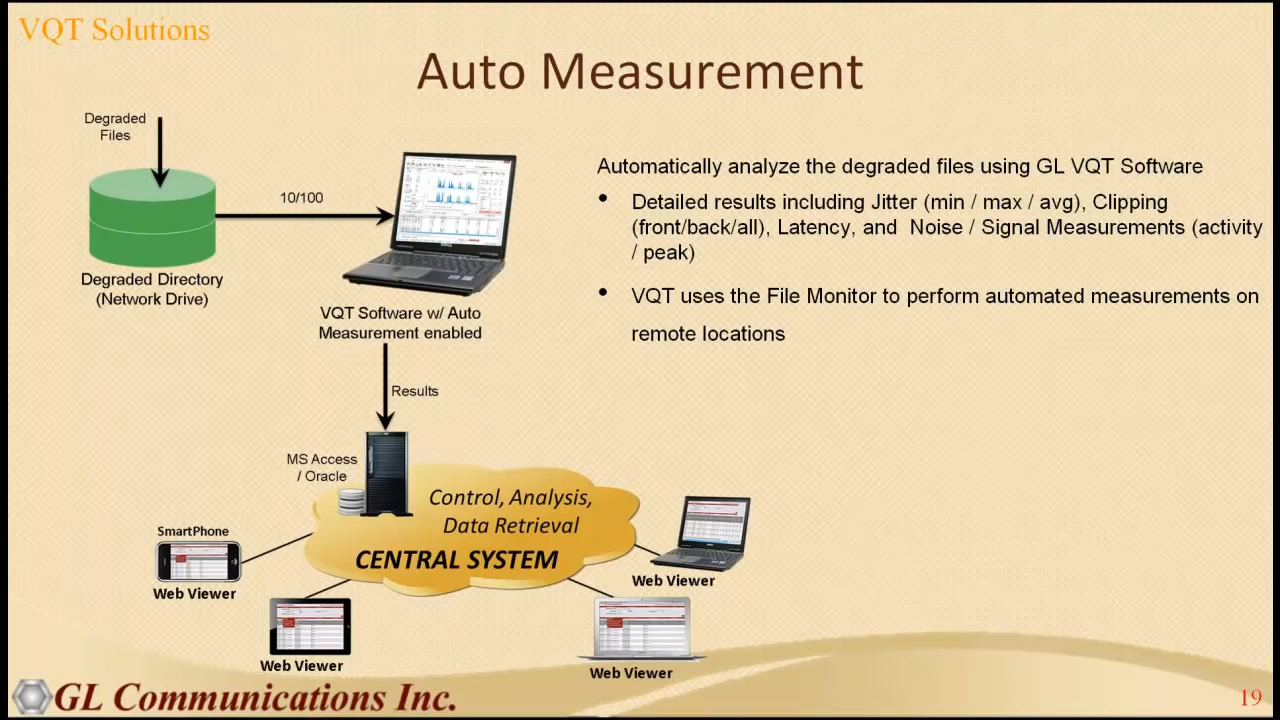 VQT Solutions
Auto Measurement
Degraded
Files
10/100
Degraded Directory
(Network Drive)
VQT Software w/ Auto
Measurement enabled
Automatically analyze the degraded files using GL VQT Software
• Detailed results including Jitter (min / max / avg), Clipping
(front/back/all), Latency, and Noise / Signal Measurements (activity
/ peak)
• VQT uses the File Monitor to perform automated measurements on
remote locations
Results
MS Access
/ Oracle
Control, Analysis,
Data Retrieval
CENTRAL SYSTEM
SmartPhone
Web Viewer
Web Viewer
Web Viewer
Web Viewer
GL Communications Inc.
19